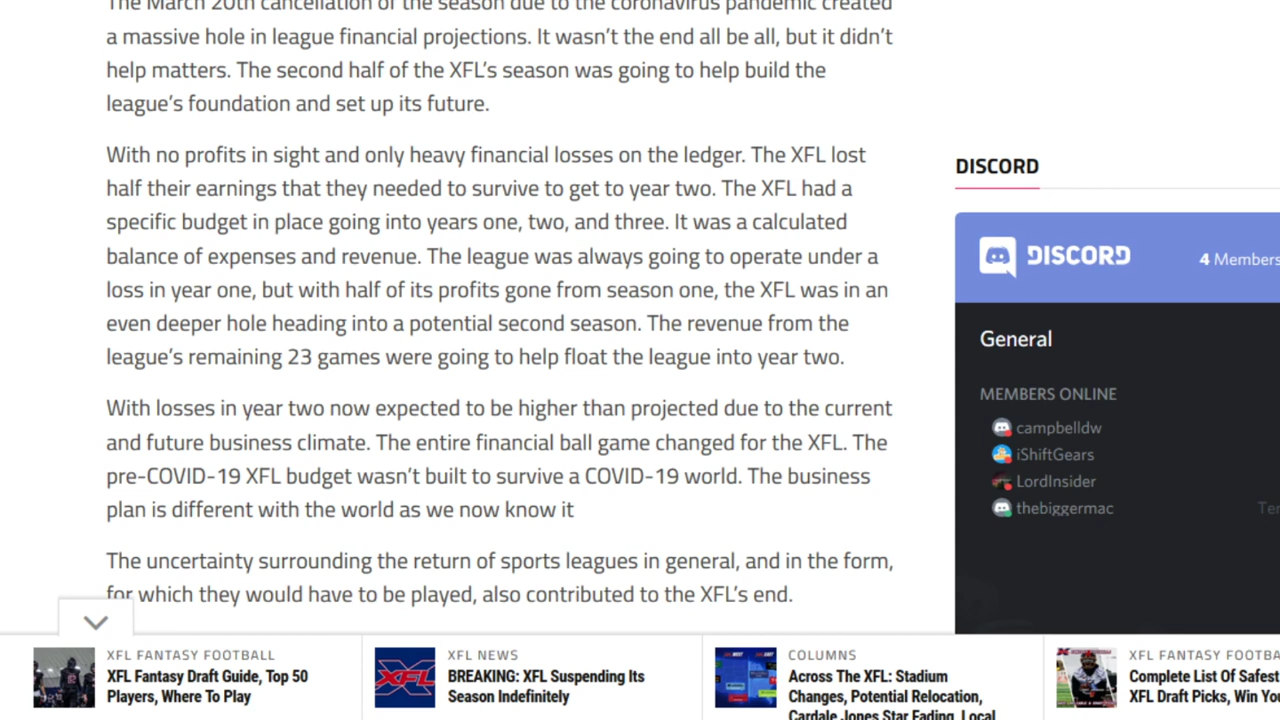 The March 20th cancellation of the season due to the coronavirus pandemic created
a massive hole in league financial projections. It wasn’t the end all be all, but it didn’t
help matters. The second half of the XFL’s season was going to help build the
league’s foundation and set up its future.
With no profits in sight and only heavy financial losses on the ledger. The XFL lost
half their earnings that they needed to survive to get to year two. The XFL had a
specific budget in place going into years one, two, and three. It was a calculated
balance of expenses and revenue. The league was always going to operate under a
loss in year one, but with half of its profits gone from season one, the XFL was in an
even deeper hole heading into a potential second season. The revenue from the
league’s remaining 23 games were going to help float the league into year two.
With losses in year two now expected to be higher than projected due to the current
and future business climate. The entire financial ball game changed for the XFL. The
pre-COVID-19 XFL budget wasn’t built to survive a COVID-19 world. The business
plan is different with the world as we now know it
The uncertainty surrounding the return of sports leagues in general, and in the form,
for which they would have to be played, also contributed to the XFL’s end.
DISCORD
DISCORD
4 Members
General
MEMBERS ONLINE
campbelldw
iShiftGears
LordInsider
thebiggermac
XFL FANTASY FOOTBALL
XFL Fantasy Draft Guide, Top 50
Players, Where To Play
XFL
XFL NEWS
BREAKING: XFL Suspending Its
Season Indefinitely
COLUMNS
Across The XFL: Stadium
Changes, Potential Relocation,
Cardale Jones Star Fading, Local
XFL FANTASY FOOTBA
Complete List Of Safest
XFL Draft Picks, Win You